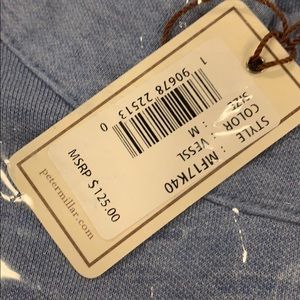 STYLE : MF17K40
COLOR : VESSL
SIZE : M
1 90678 22513 0
MSRP $125.00
petermillar.com